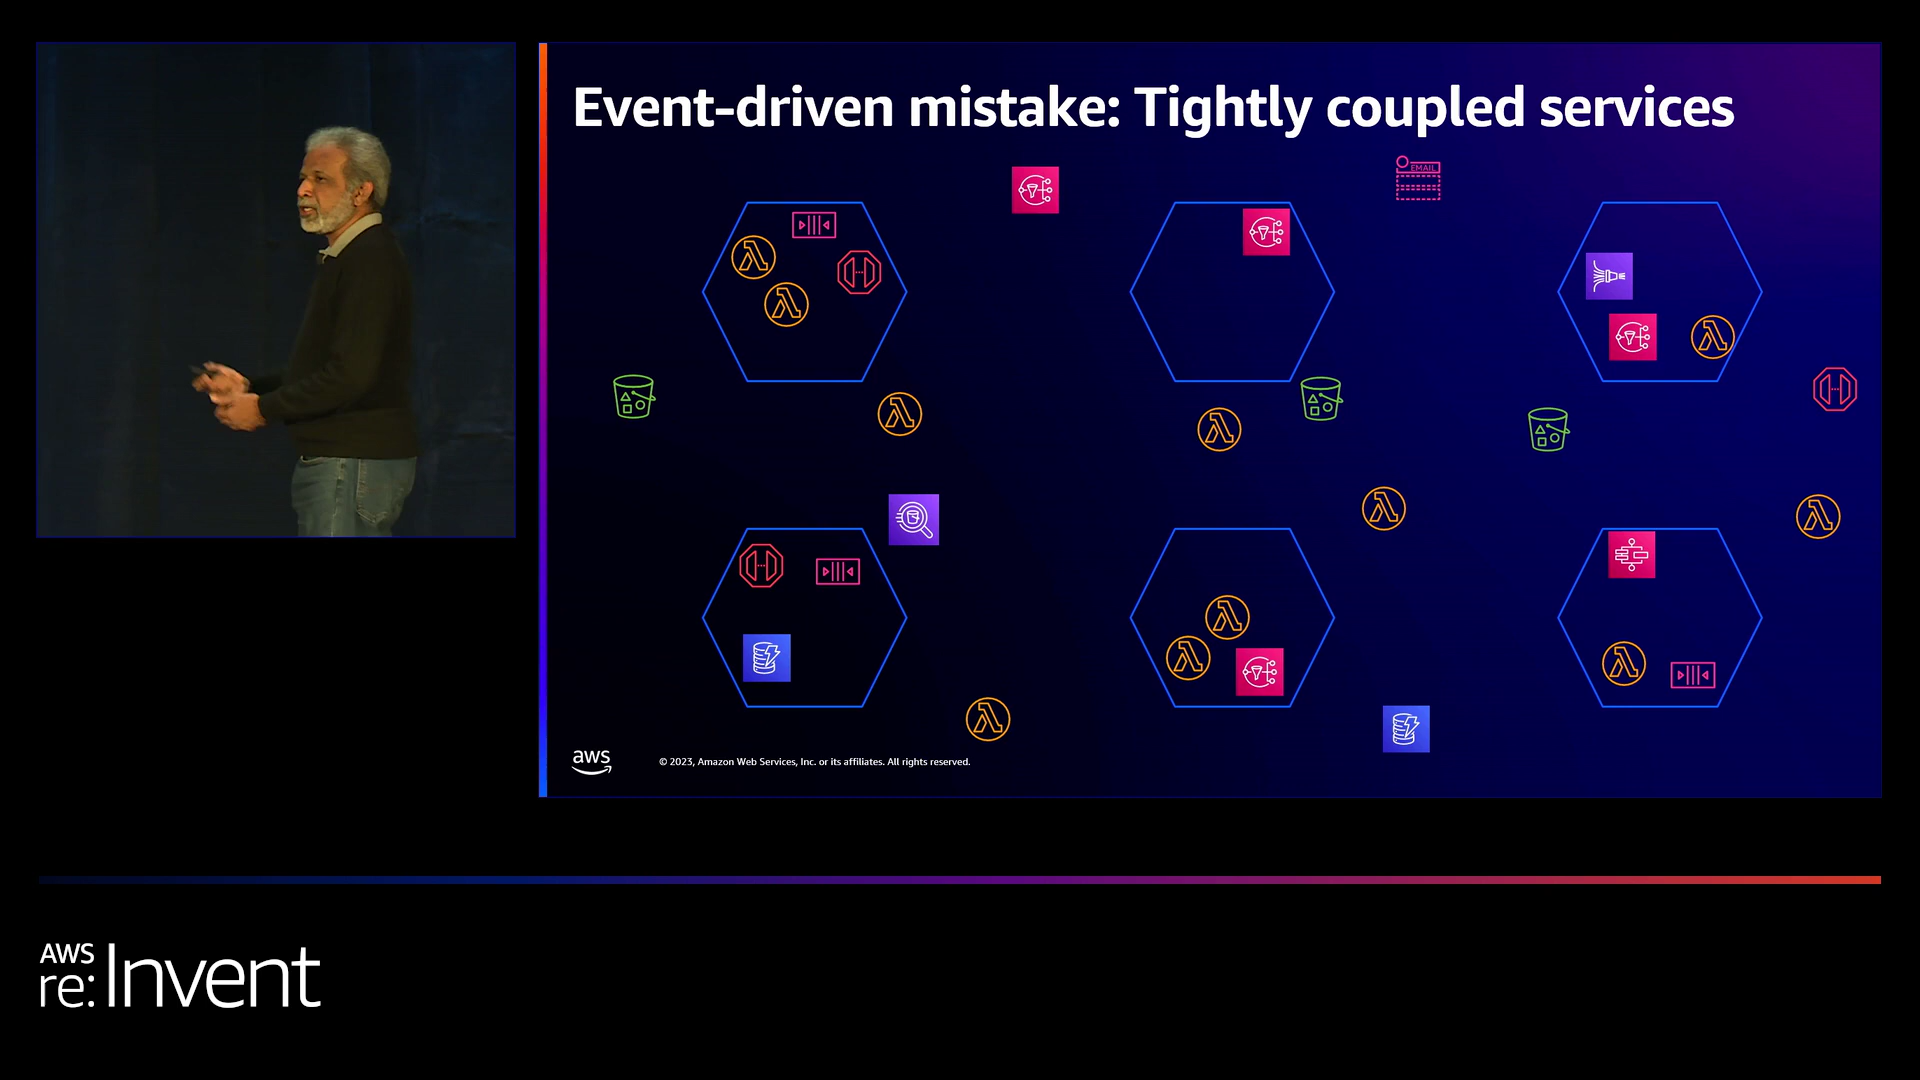 Event-driven mistake: Tightly coupled services
EMAIL
aws
© 2023, Amazon Web Services, Inc. or its affiliates. All rights reserved.
AWS
re:Invent